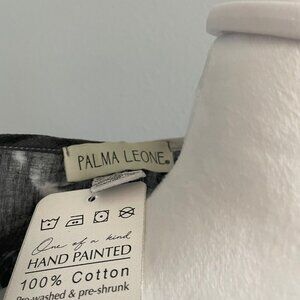 PALMA LEONE.
One of a kind
HAND PAINTED
100% Cotton
Pre-washed & pre-shrunk